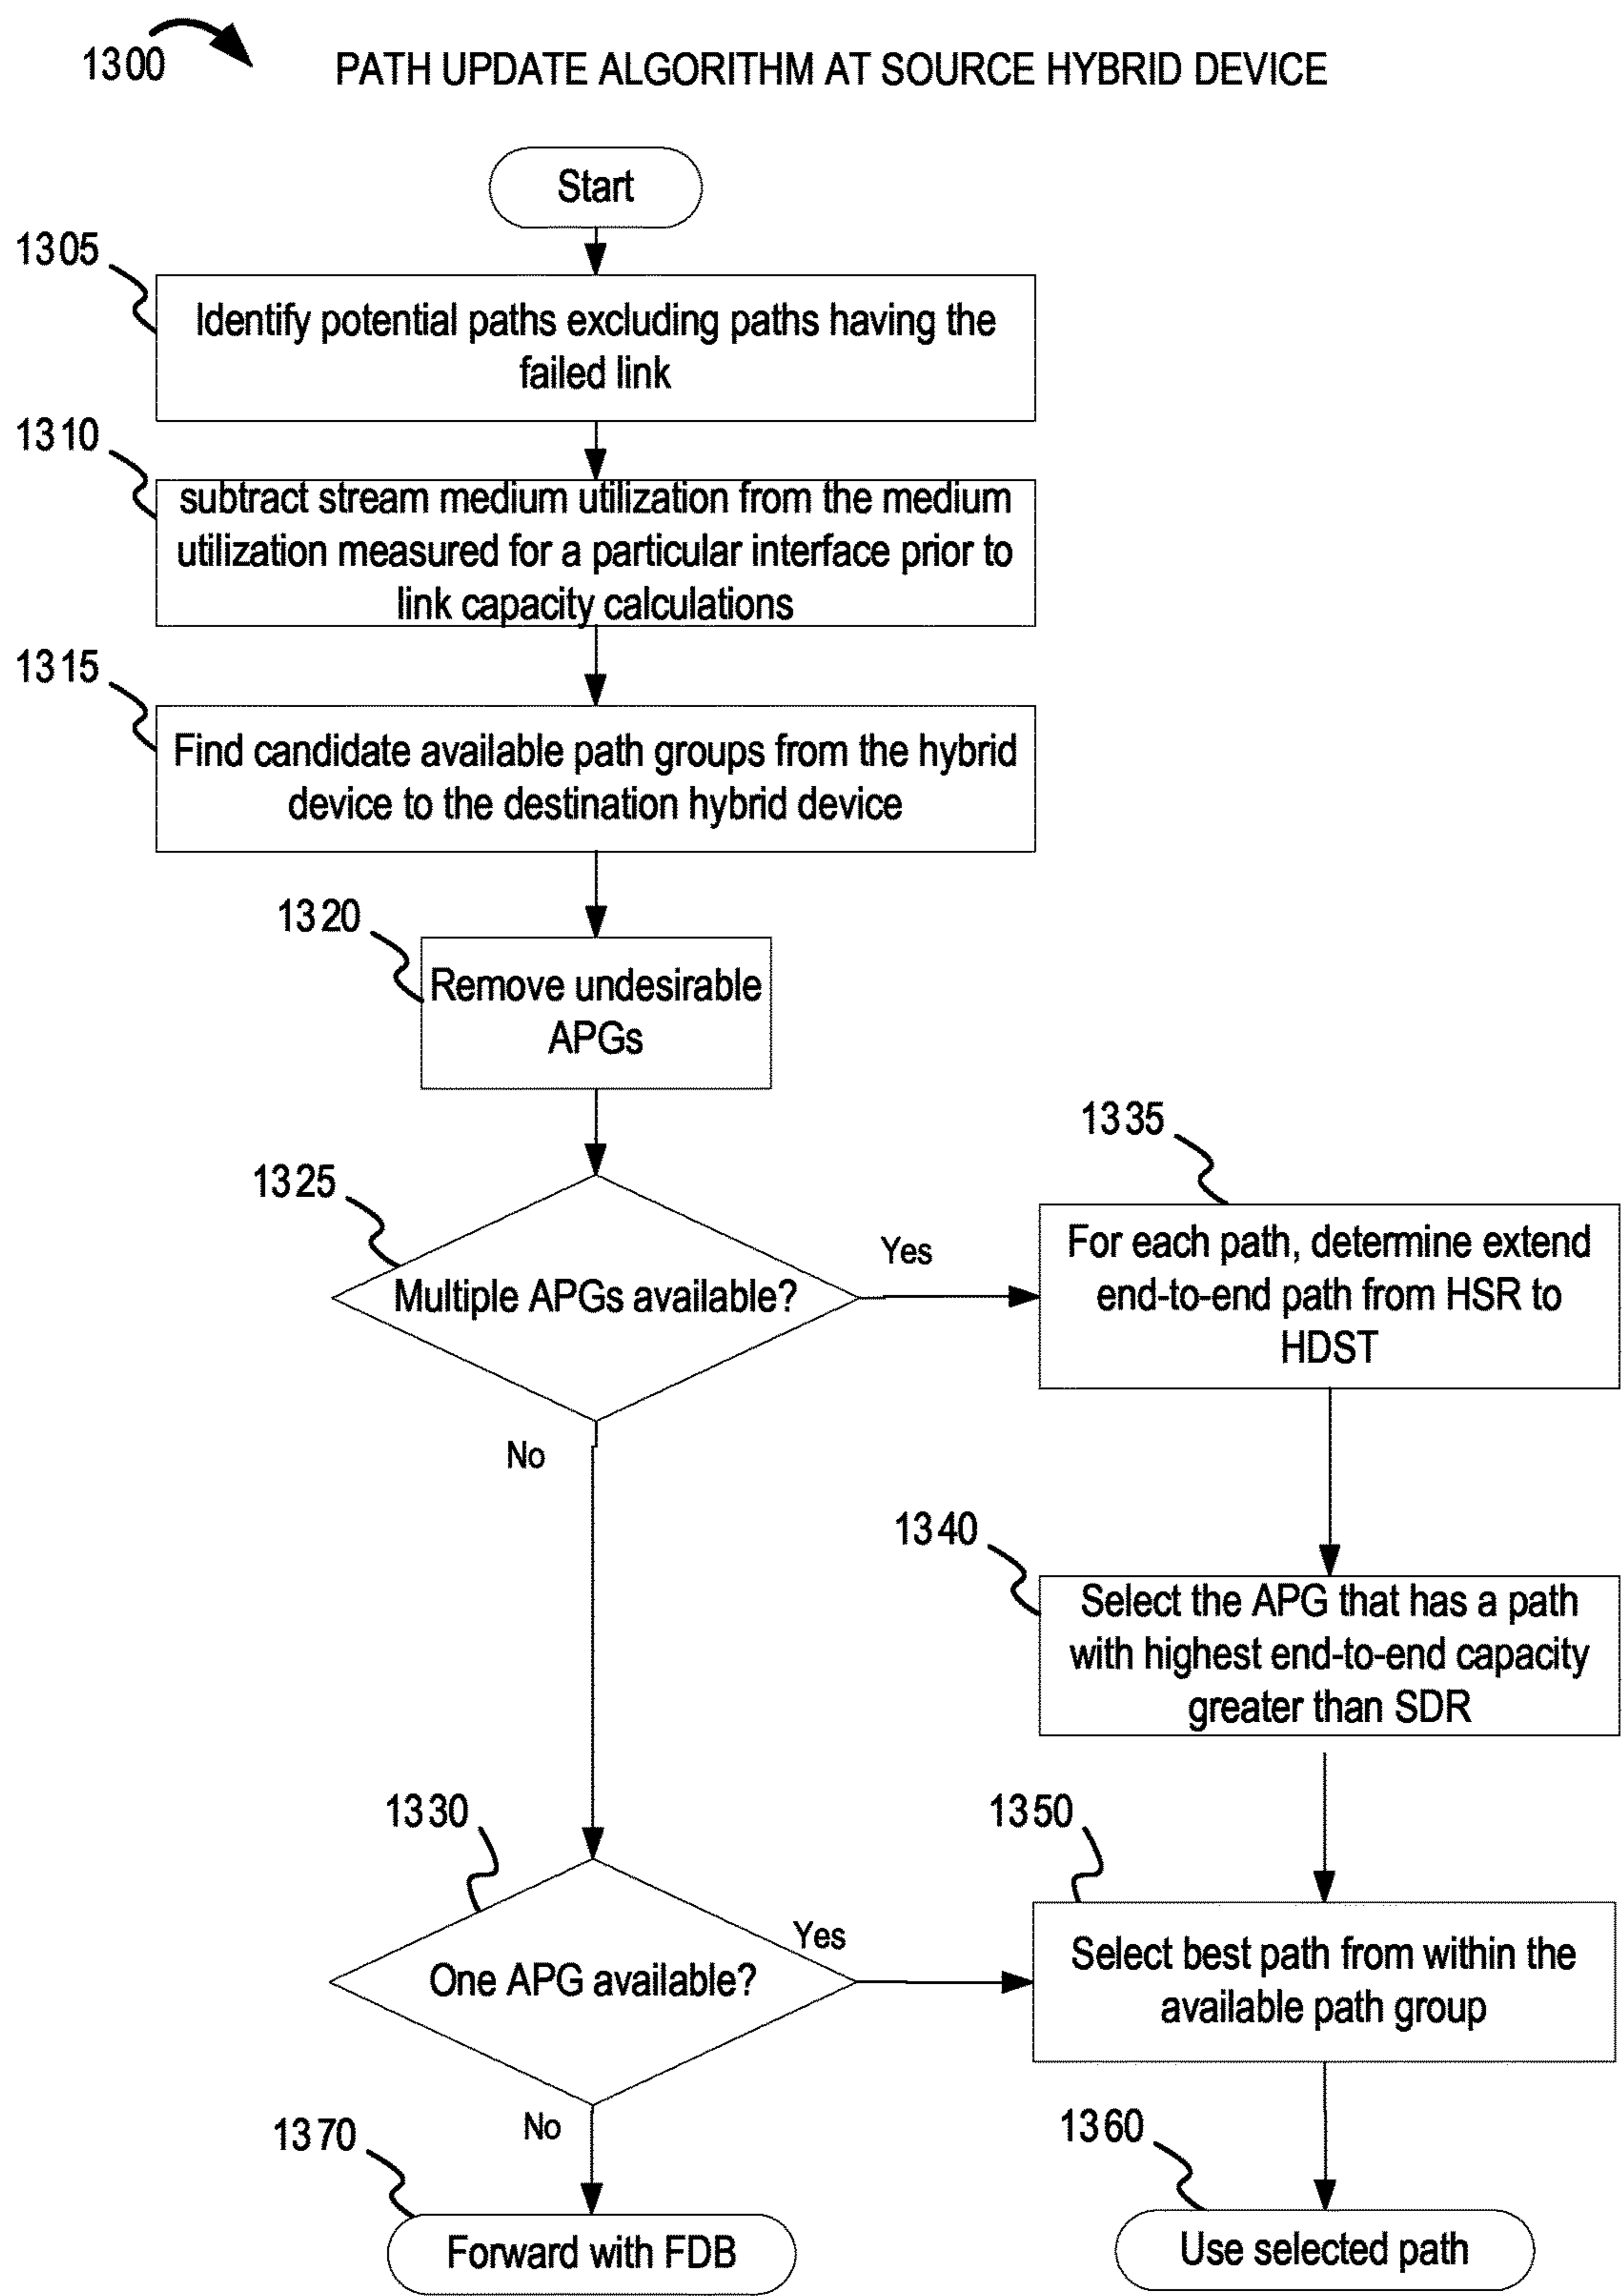 1300
PATH UPDATE ALGORITHM AT SOURCE HYBRID DEVICE
Start
1305
Identify potential paths excluding paths having the
failed link
1310
subtract stream medium utilization from the medium
utilization measured for a particular interface prior to
link capacity calculations
1315
Find candidate available path groups from the hybrid
device to the destination hybrid device
1320
Remove undesirable
APGs
1325
Multiple APGs available?
Yes
1335
For each path, determine extend
end-to-end path from HSR to
HDST
No
1340
Select the APG that has a path
with highest end-to-end capacity
greater than SDR
1330
One APG available?
Yes
1350
Select best path from within the
available path group
No
1370
Forward with FDB
1360
Use selected path